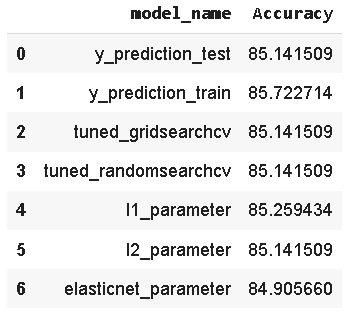 model_name Accuracy
0 y_prediction_test 85.141509
1 y_prediction_train 85.722714
2 tuned_gridsearchcv 85.141509
3 tuned_randomsearchcv 85.141509
4 l1_parameter 85.259434
5 l2_parameter 85.141509
6 elasticnet_parameter 84.905660